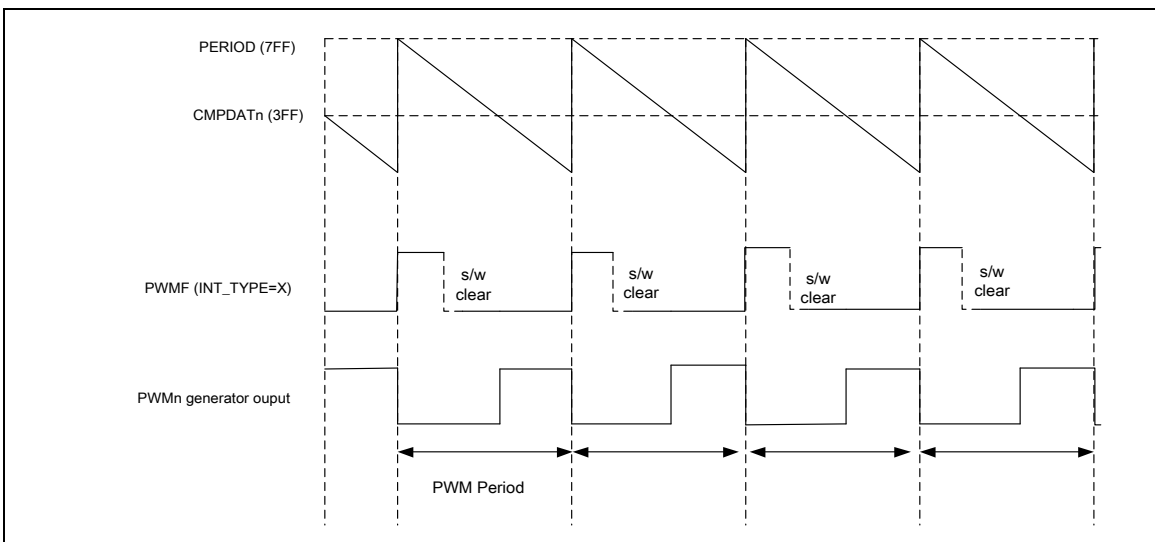 PERIOD (7FF)
CMPDATn (3FF)
PWMF (INT_TYPE=X)
s/w
clear
s/w
clear
s/w
clear
s/w
clear
PWMn generator ouput
PWM Period